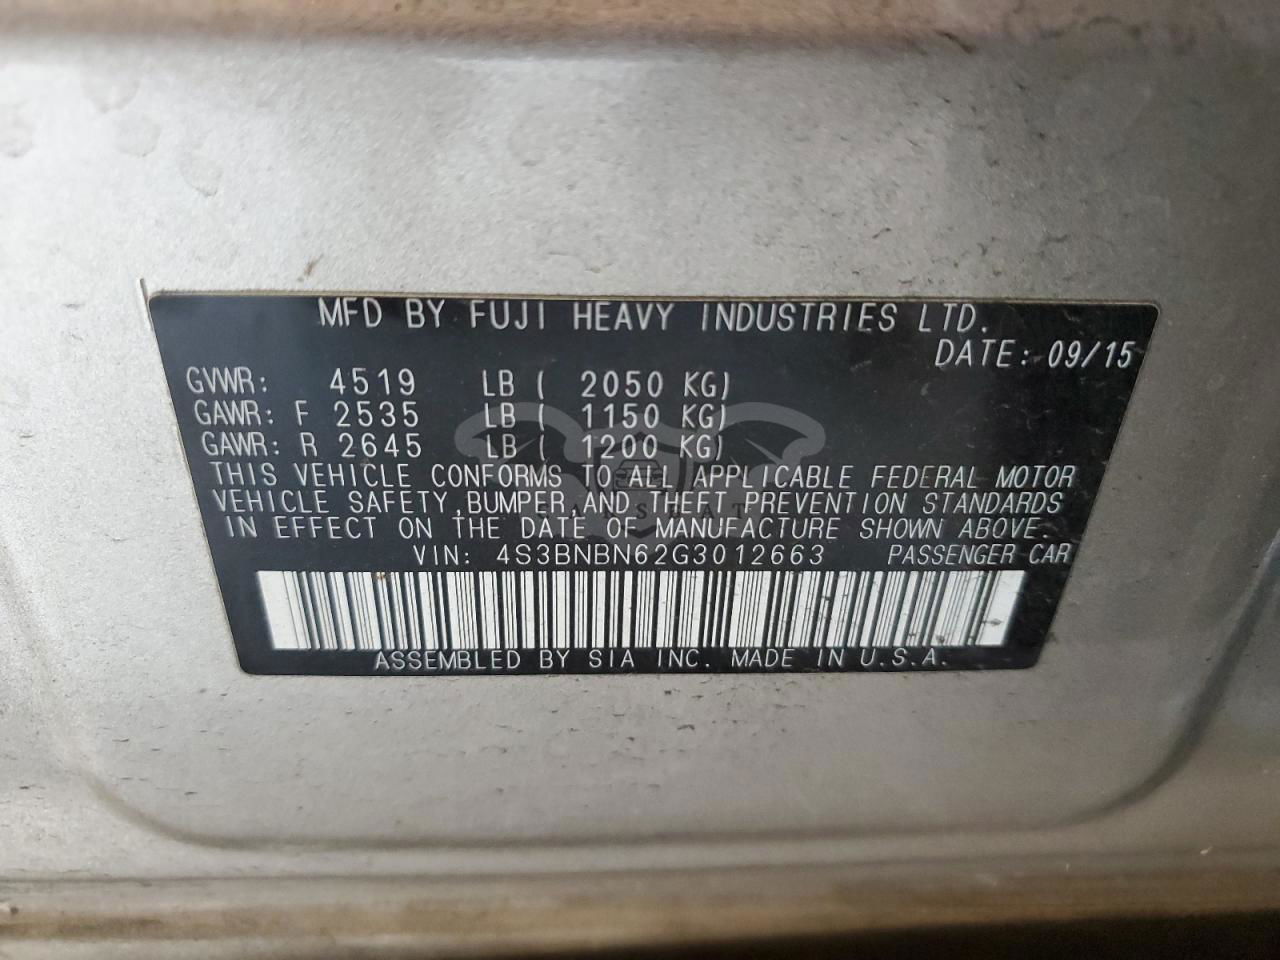 MFD BY FUJI HEAVY INDUSTRIES LTD.
DATE: 09/15
GVWR: 4519 LB ( 2050 KG)
GAWR: F 2535 LB ( 1150 KG)
GAWR: R 2645 LB ( 1200 KG)
THIS VEHICLE CONFORMS TO ALL APPLICABLE FEDERAL MOTOR
VEHICLE SAFETY, BUMPER, AND THEFT PREVENTION STANDARDS
IN EFFECT ON THE DATE OF MANUFACTURE SHOWN ABOVE.
VIN: 4S3BNBN62G3012663 PASSENGER CAR
ASSEMBLED BY SIA INC. MADE IN U.S.A.